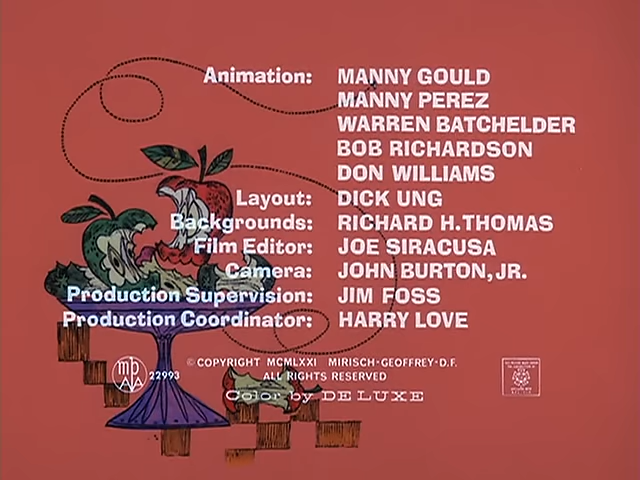 Animation: MANNY GOULD
MANNY PEREZ
WARREN BATCHELDER
BOB RICHARDSON
DON WILLIAMS
Layout: DICK UNG
Backgrounds: RICHARD H. THOMAS
Film Editor: JOE SIRACUSA
Camera: JOHN BURTON, JR.
Production Supervision: JIM FOSS
Production Coordinator: HARRY LOVE
© COPYRIGHT MCMLXXI MIRISCH-GEOFFREY-D.F.
ALL RIGHTS RESERVED
Color by DE LUXE
22993